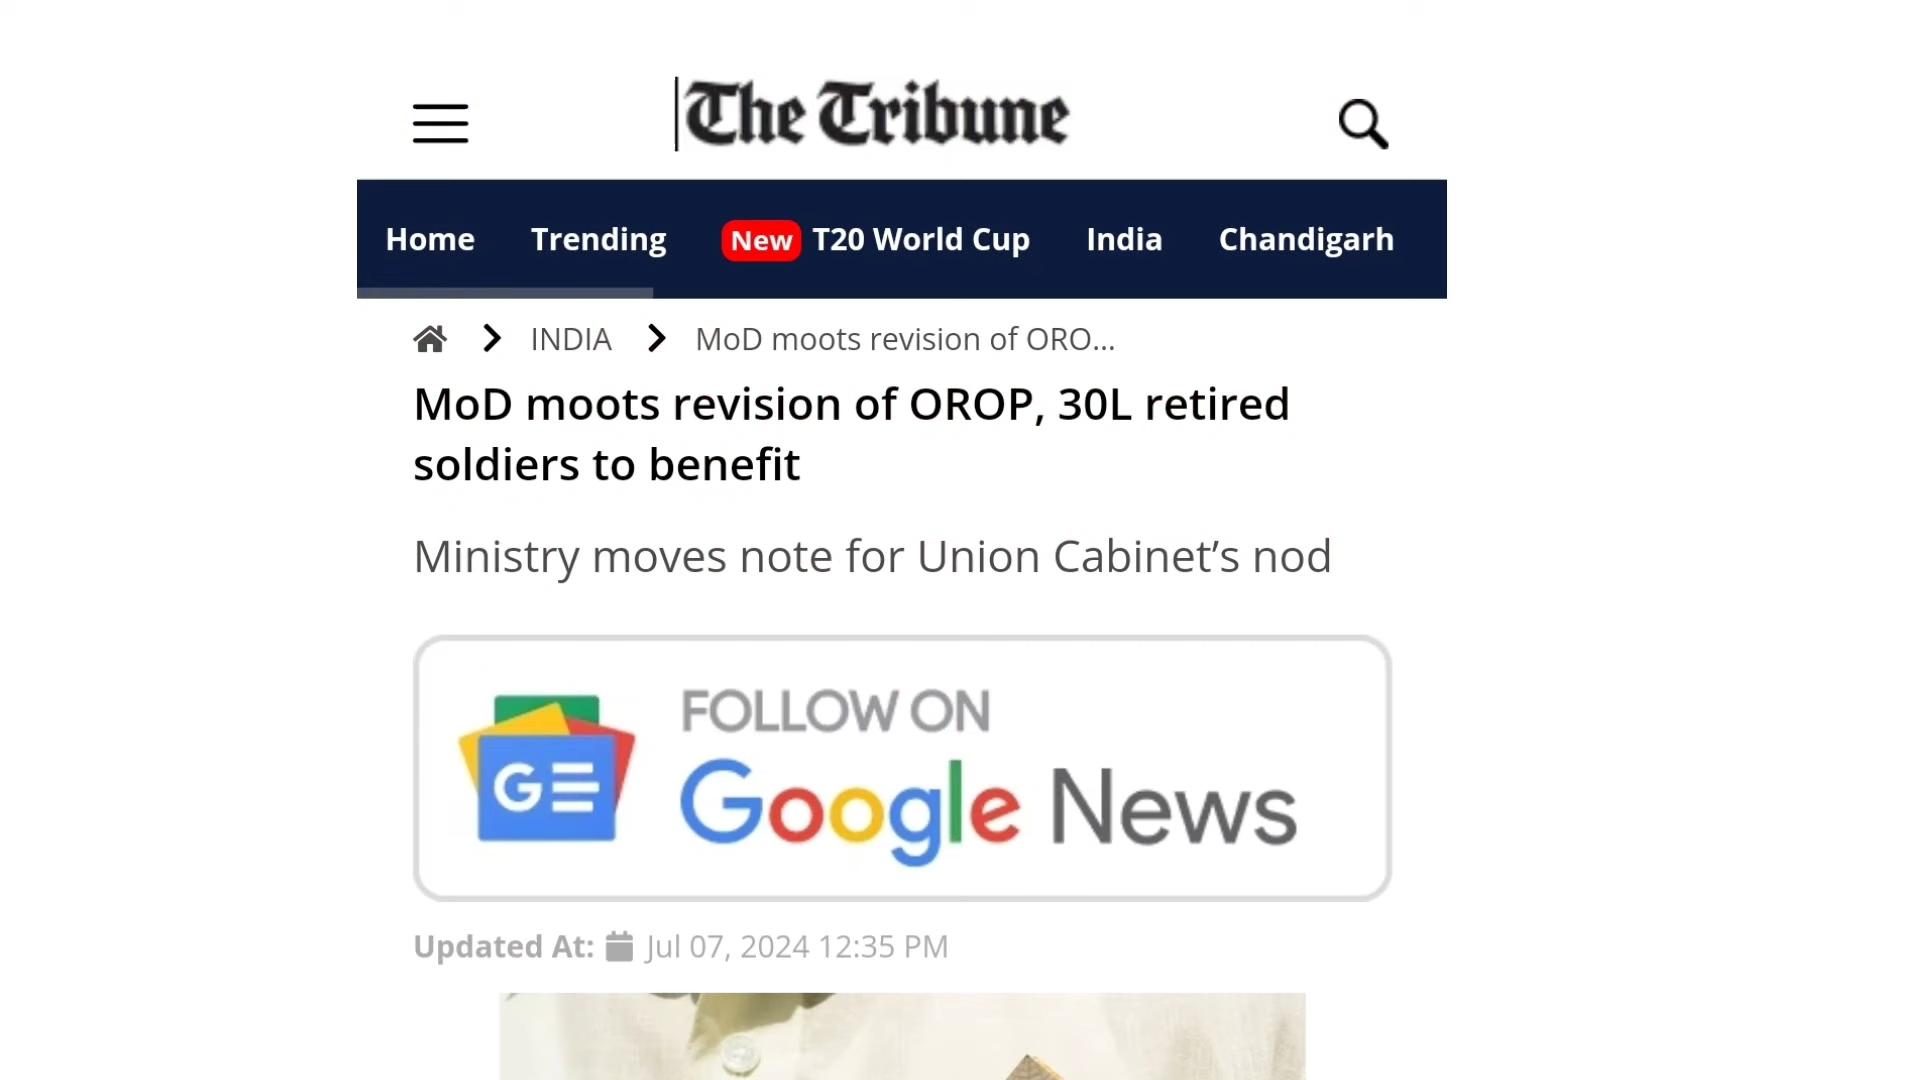 The Tribune
Home Trending New T20 World Cup India Chandigarh
INDIA MoD moots revision of ORO...
MoD moots revision of OROP, 30L retired
soldiers to benefit
Ministry moves note for Union Cabinet’s nod
GE
FOLLOW ON
Google News
Updated At: Jul 07, 2024 12:35 PM